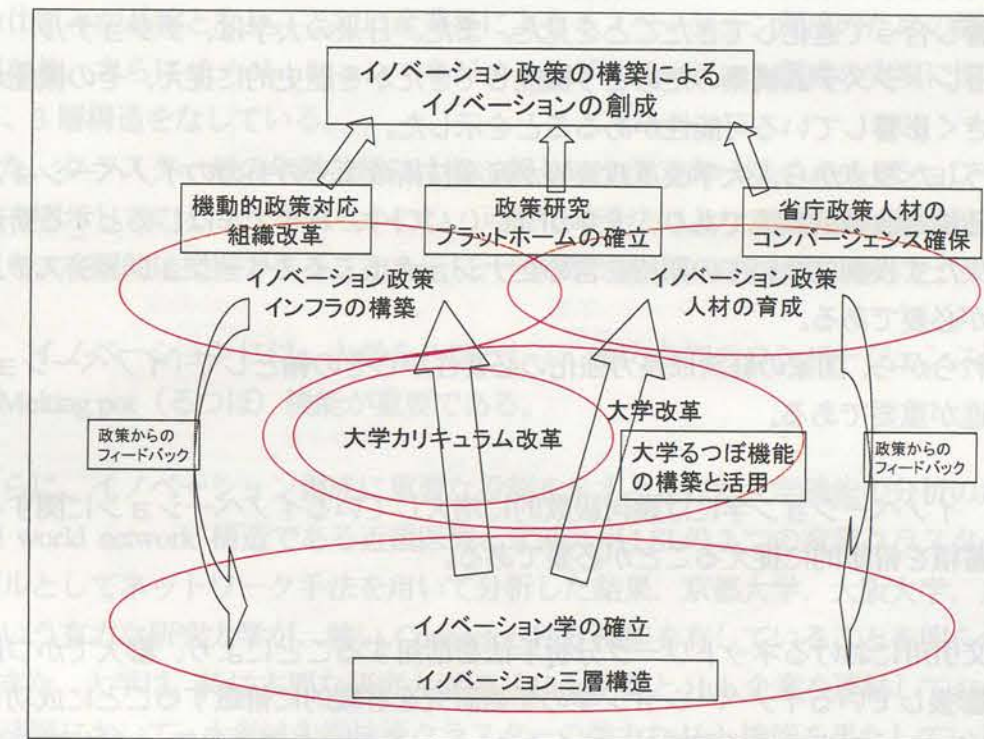 イノベーション政策の構築による
イノベーションの創成
機動的政策対応
組織改革
政策研究
プラットホームの確立
省庁政策人材の
コンバージェンス確保
イノベーション政策
インフラの構築
イノベーション政策
人材の育成
大学改革
大学カリキュラム改革
大学るつぼ機能
の構築と活用
政策からの
フィードバック
政策からの
フィードバック
イノベーション学の確立
イノベーション三層構造